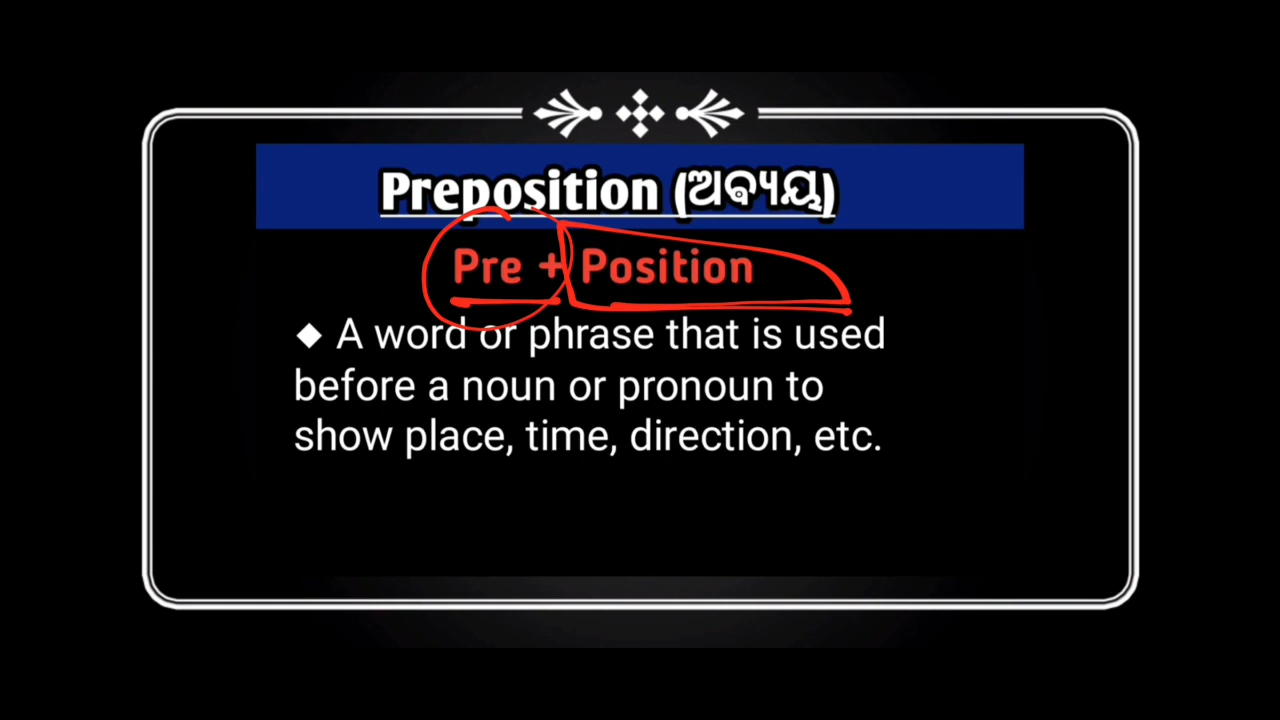 Preposition (ଅବ୍ୟୟ)
Pre + Position
◆ A word or phrase that is used
before a noun or pronoun to
show place, time, direction, etc.